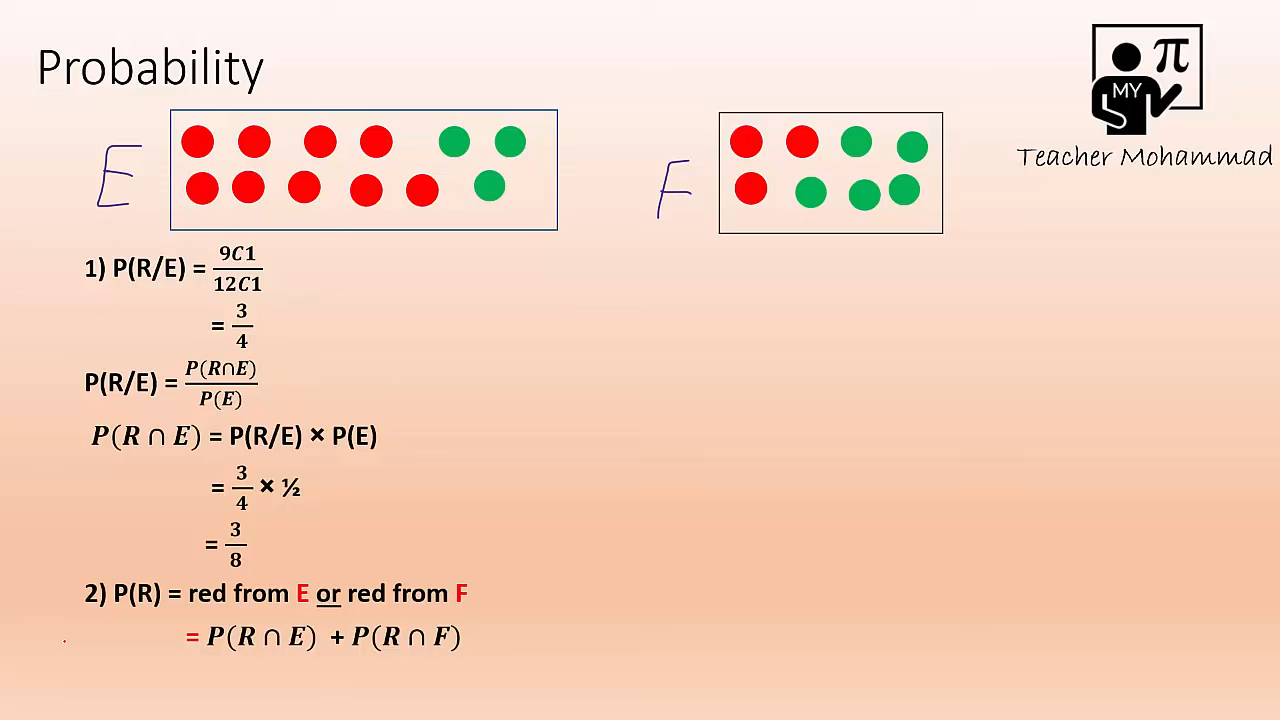 Probability
π
MY
Teacher Mohammad
E
F
1) P(R/E) = 9C1/12C1
= 3/4
P(R/E) = P(R∩E)/P(E)
P(R ∩ E) = P(R/E) × P(E)
= 3/4 × ½
= 3/8
2) P(R) = red from E or red from F
= P(R ∩ E) + P(R ∩ F)